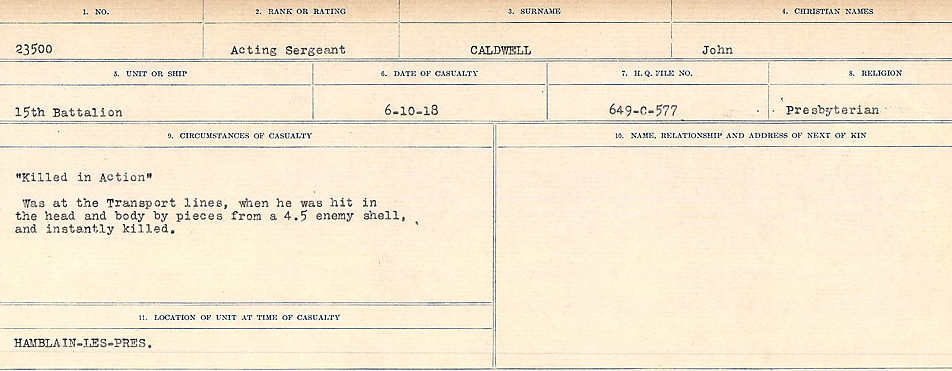 1. NO.
2. RANK OR RATING
3. SURNAME
4. CHRISTIAN NAMES
23500
Acting Sergeant
CALDWELL
John
5. UNIT OR SHIP
6. DATE OF CASUALTY
7. H. Q. FILE NO.
8. RELIGION
15th Battalion
6-10-18
649-C-577
Presbyterian
9. CIRCUMSTANCES OF CASUALTY
10. NAME, RELATIONSHIP AND ADDRESS OF NEXT OF KIN
"Killed in Action"
Was at the Transport lines, when he was hit in
the head and body by pieces from a 4.5 enemy shell,
and instantly killed.
11. LOCATION OF UNIT AT TIME OF CASUALTY
HAMBLAIN-LES-PRES.